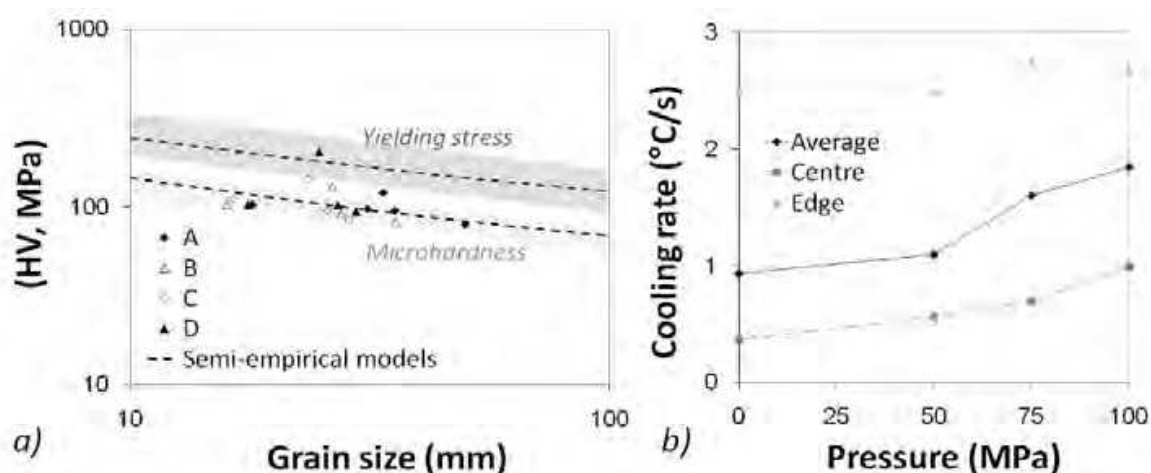 1000
100
10
10
100
(HV, MPa)
Yielding stress
Microhardness
A
B
C
D
Semi-empirical models
Grain size (mm)
a)
3
2
1
0
0
25
50
75
100
Cooling rate (°C/s)
Average
Centre
Edge
Pressure (MPa)
b)